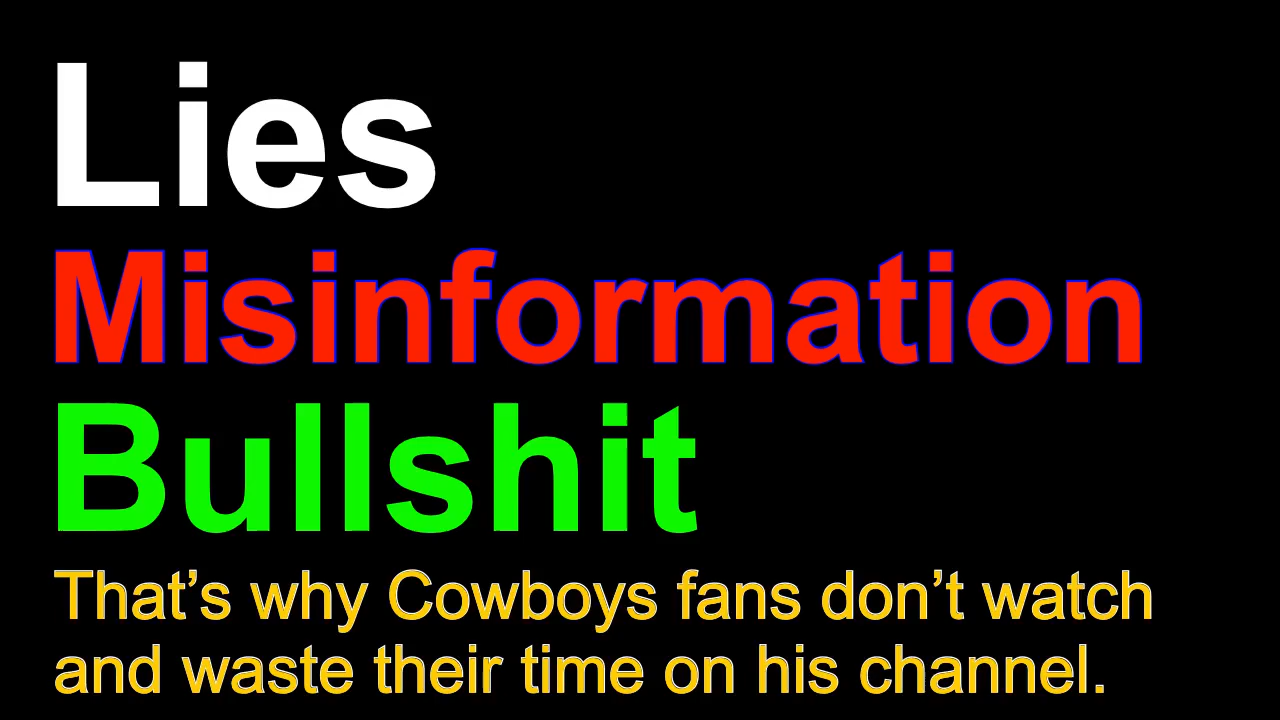 Lies
Misinformation
Bullshit
That’s why Cowboys fans don’t watch
and waste their time on his channel.